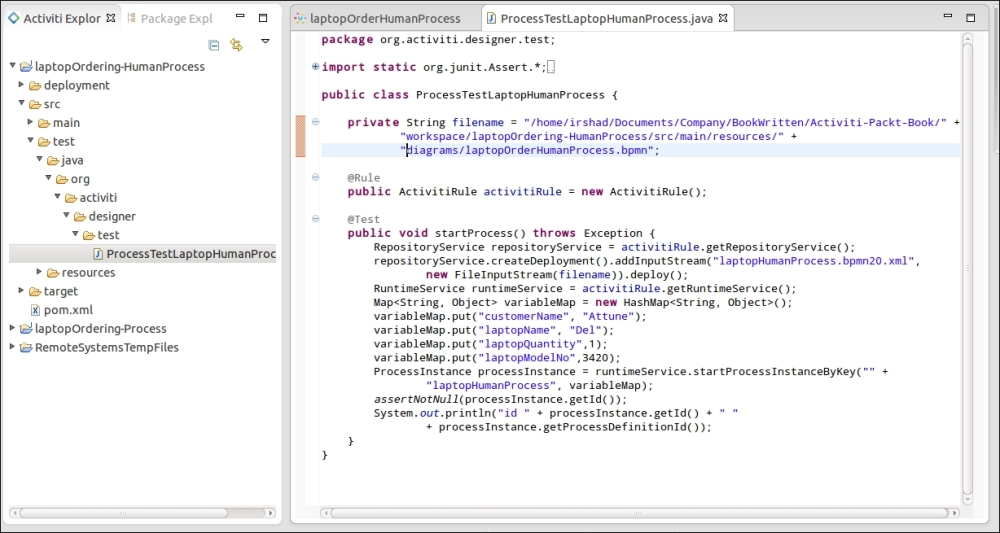 Activiti Explor
Package Expl
laptopOrdering-HumanProcess
deployment
src
main
test
java
org
activiti
designer
test
ProcessTestLaptopHumanProc
resources
target
pom.xml
laptopOrdering-Process
RemoteSystemsTempFiles
laptopOrderHumanProcess
ProcessTestLaptopHumanProcess.java
package org.activiti.designer.test;
import static org.junit.Assert.*;
public class ProcessTestLaptopHumanProcess {
private String filename = "/home/irshad/Documents/Company/BookWritten/Activiti-Packt-Book/" +
"workspace/laptopOrdering-HumadProcess/src/main/resources/" +
"diagrams/laptopOrderHumanProcess.bpmn";
@Rule
public ActivitiRule activitiRule = new ActivitiRule();
@Test
public void startProcess() throws Exception {
RepositoryService repositoryService = activitiRule.getRepositoryService();
repositoryService.createDeployment().addInputStream("laptopHumanProcess.bpmn20.xml",
new FileInputStream(filename)).deploy();
RuntimeService runtimeService = activitiRule.getRuntimeService();
Map<String, Object> variableMap = new HashMap<String, Object>();
variableMap.put("customerName", "Attune");
variableMap.put("laptopName", "Del");
variableMap.put("laptopQuantity",1);
variableMap.put("laptopModelNo",3420);
ProcessInstance processInstance = runtimeService.startProcessInstanceByKey("" +
"laptopHumanProcess", variableMap);
assertNotNull(processInstance.getId());
System.out.println("id " + processInstance.getId() + " "
+ processInstance.getProcessDefinitionId());
}
}